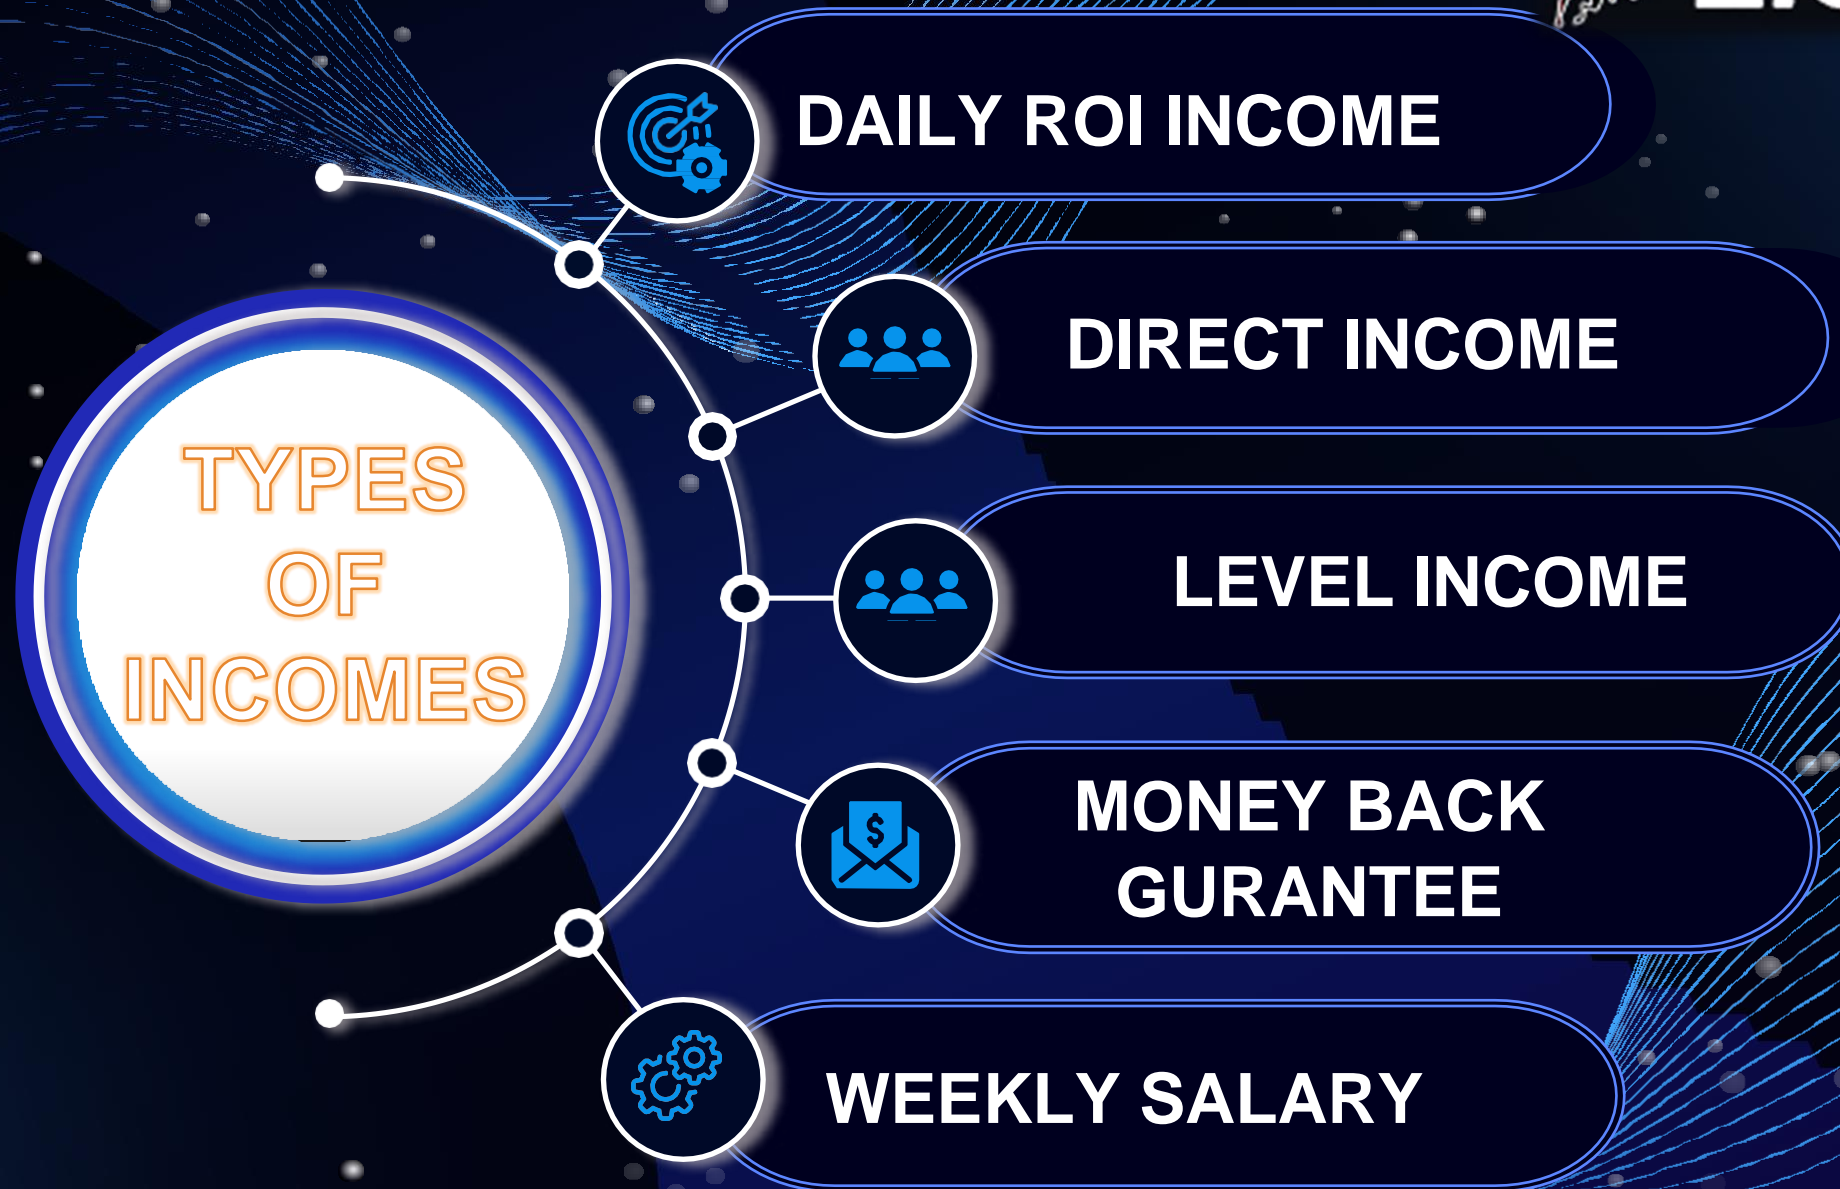 DAILY ROI INCOME
DIRECT INCOME
TYPES
OF
INCOMES
LEVEL INCOME
MONEY BACK
GURANTEE
WEEKLY SALARY